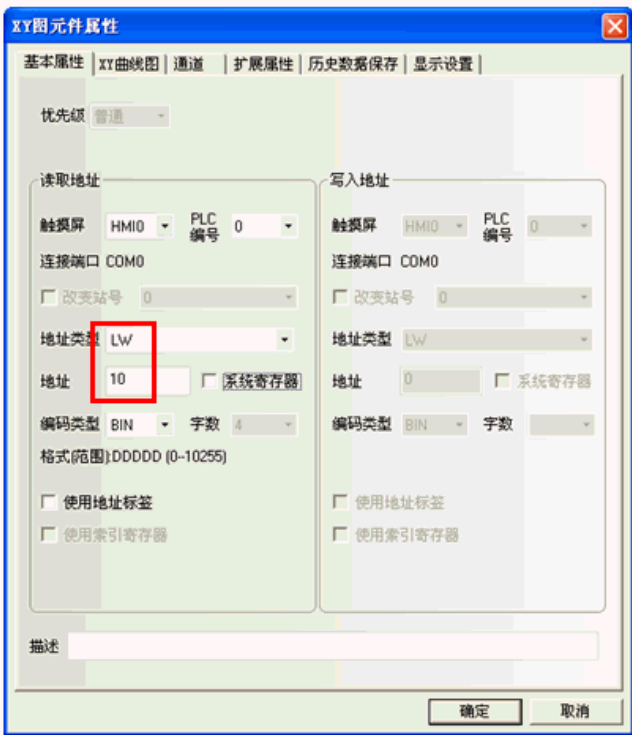 XY图元件属性
基本属性 XY曲线图 通道 扩展属性 历史数据保存 显示设置
优先级 普通
读取地址
触摸屏 HMI0 PLC编号 0
连接端口 COM0
改变站号 0
地址类型 LW
地址 10 系统寄存器
编码类型 BIN 字数 4
格式(范围):DDDDD (0--10255)
使用地址标签
使用索引寄存器
写入地址
触摸屏 HMI0 PLC编号 0
连接端口 COM0
改变站号 0
地址类型 LW
地址 0 系统寄存器
编码类型 BIN 字数
使用地址标签
使用索引寄存器
描述
确定 取消